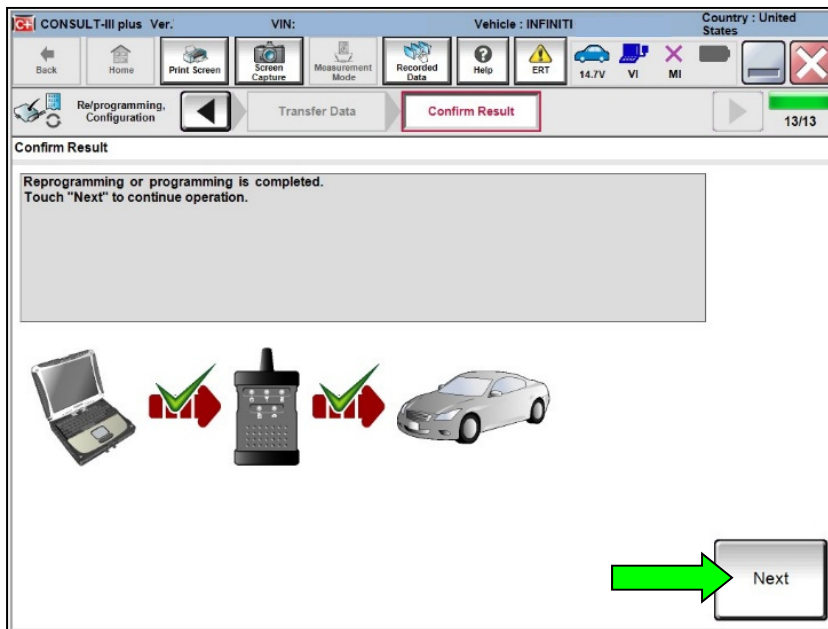 C+ CONSULT-III plus Ver.
VIN:
Vehicle : INFINITI
Country : United
States
Back
Home
Print Screen
Screen
Capture
Measurement
Mode
Recorded
Data
Help
ERT
14.7V
VI
MI
Re/programming,
Configuration
Transfer Data
Confirm Result
13/13
Confirm Result
Reprogramming or programming is completed.
Touch "Next" to continue operation.
Next